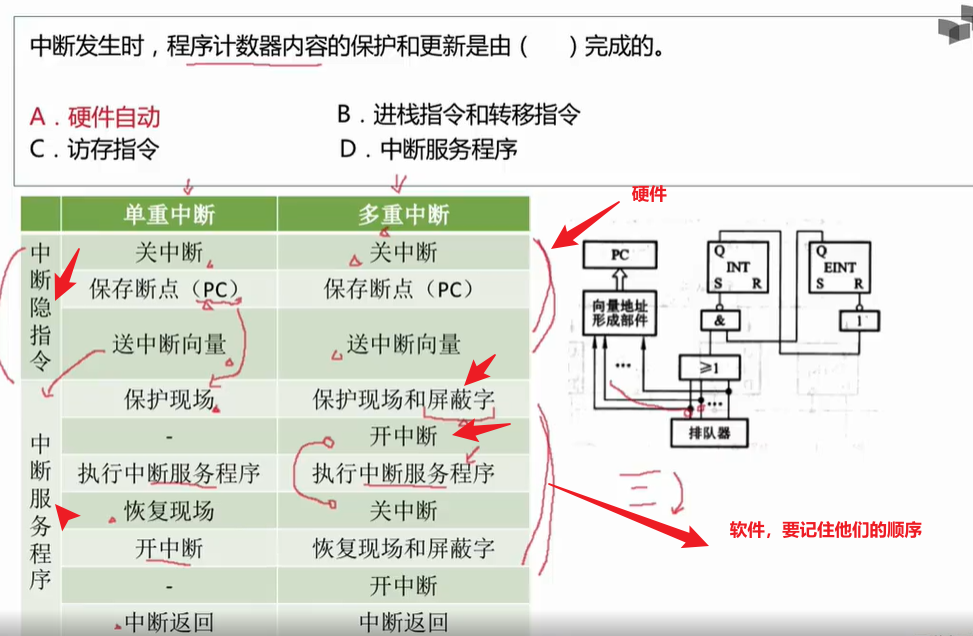 中断发生时，程序计数器内容的保护和更新是由（ ）完成的。
A．硬件自动
B．进栈指令和转移指令
C．访存指令
D．中断服务程序
硬件
单重中断 多重中断
中断隐指令
关中断 关中断
保存断点（PC） 保存断点（PC）
送中断向量 送中断向量
中断服务程序
保护现场 保护现场和屏蔽字
- 开中断
执行中断服务程序 执行中断服务程序
恢复现场 关中断
开中断 恢复现场和屏蔽字
- 开中断
中断返回 中断返回
PC
向量地址
形成部件
Q
INT
S R
Q
EINT
S R
&
1
≥1
…
…
排队器
软件，要记住他们的顺序